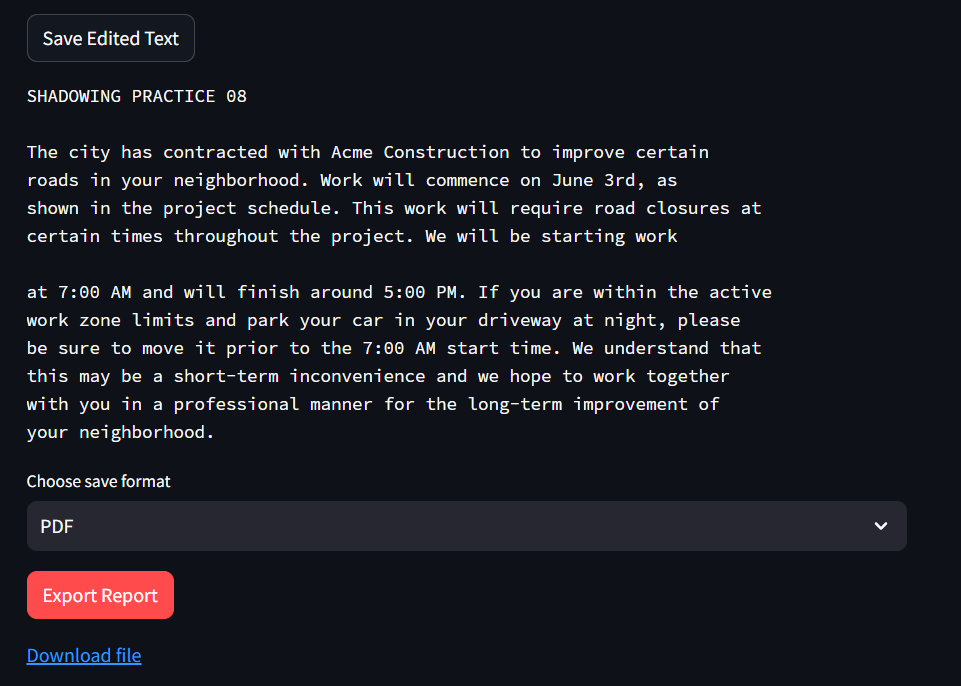 Save Edited Text
SHADOWING PRACTICE 08
The city has contracted with Acme Construction to improve certain
roads in your neighborhood. Work will commence on June 3rd, as
shown in the project schedule. This work will require road closures at
certain times throughout the project. We will be starting work
at 7:00 AM and will finish around 5:00 PM. If you are within the active
work zone limits and park your car in your driveway at night, please
be sure to move it prior to the 7:00 AM start time. We understand that
this may be a short-term inconvenience and we hope to work together
with you in a professional manner for the long-term improvement of
your neighborhood.
Choose save format
PDF
Export Report
Download file